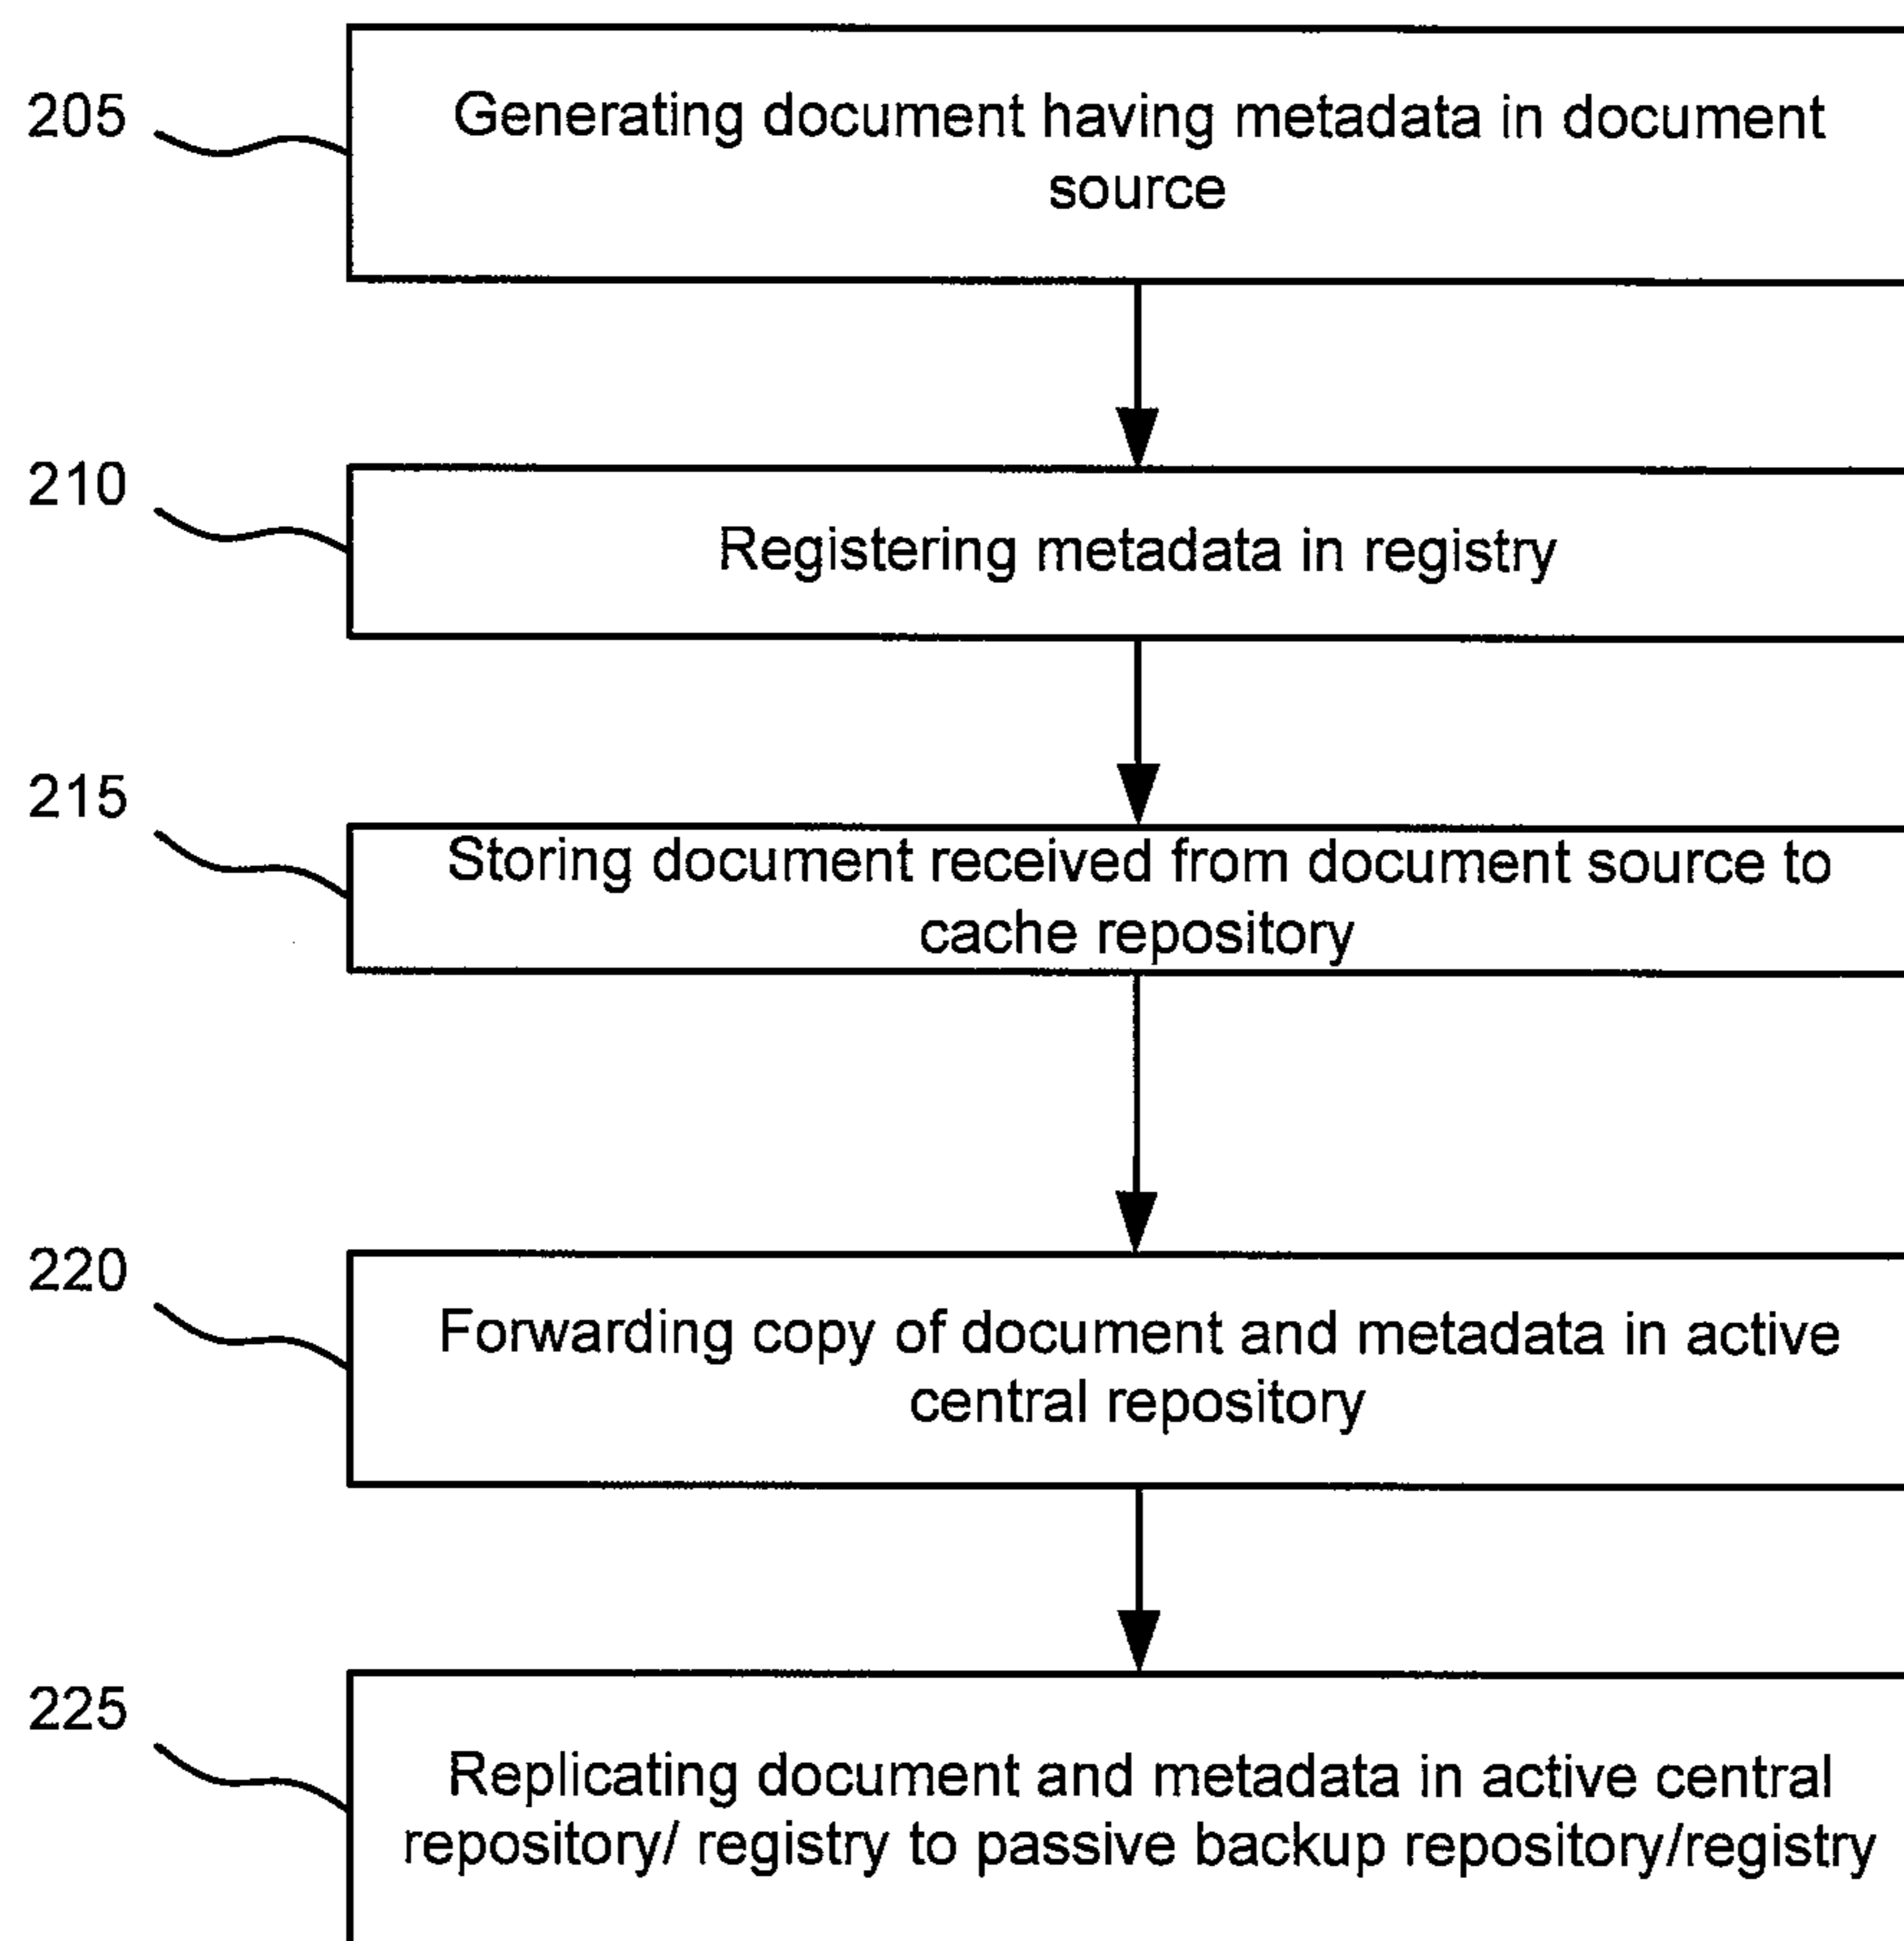 205
Generating document having metadata in document
source
210
Registering metadata in registry
215
Storing document received from document source to
cache repository
220
Forwarding copy of document and metadata in active
central repository
225
Replicating document and metadata in active central
repository/ registry to passive backup repository/registry